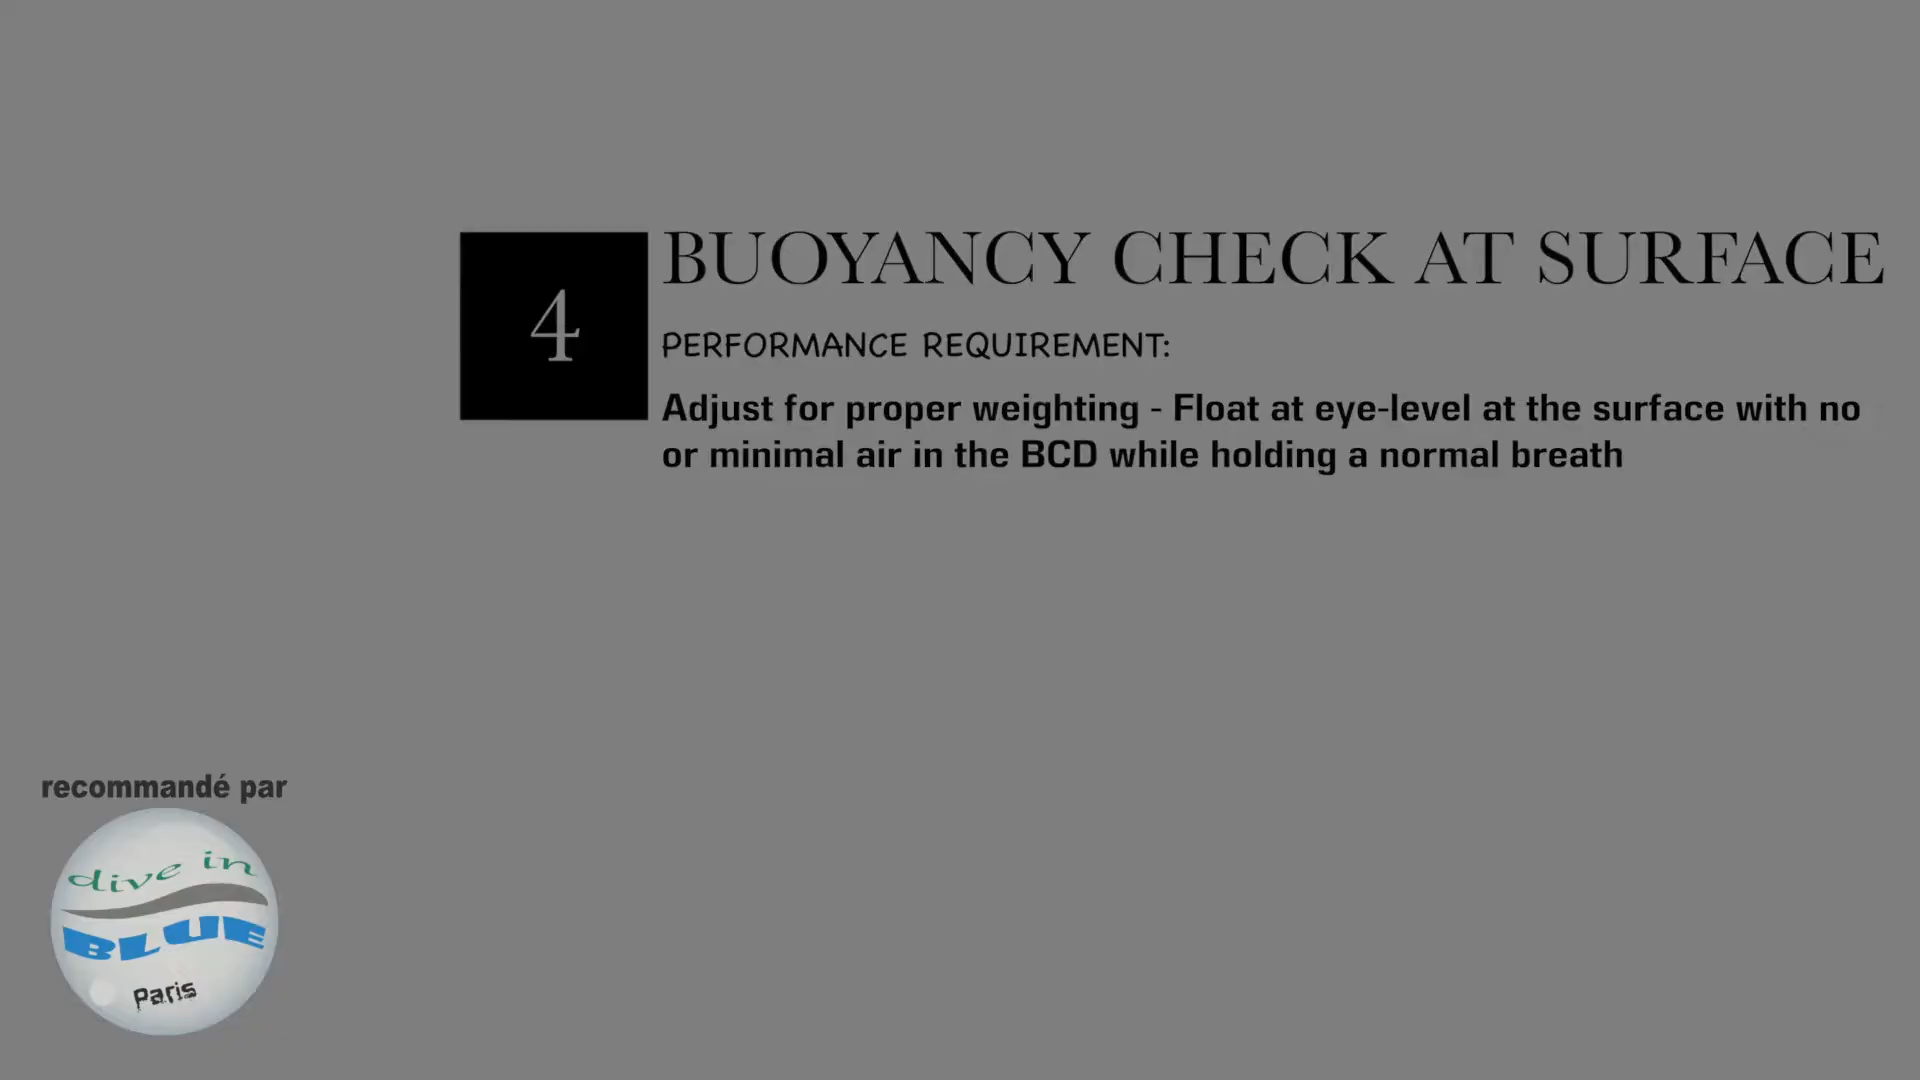 4
BUOYANCY CHECK AT SURFACE
PERFORMANCE REQUIREMENT:
Adjust for proper weighting - Float at eye-level at the surface with no
or minimal air in the BCD while holding a normal breath
recommandé par
dive in
BLUE
Paris